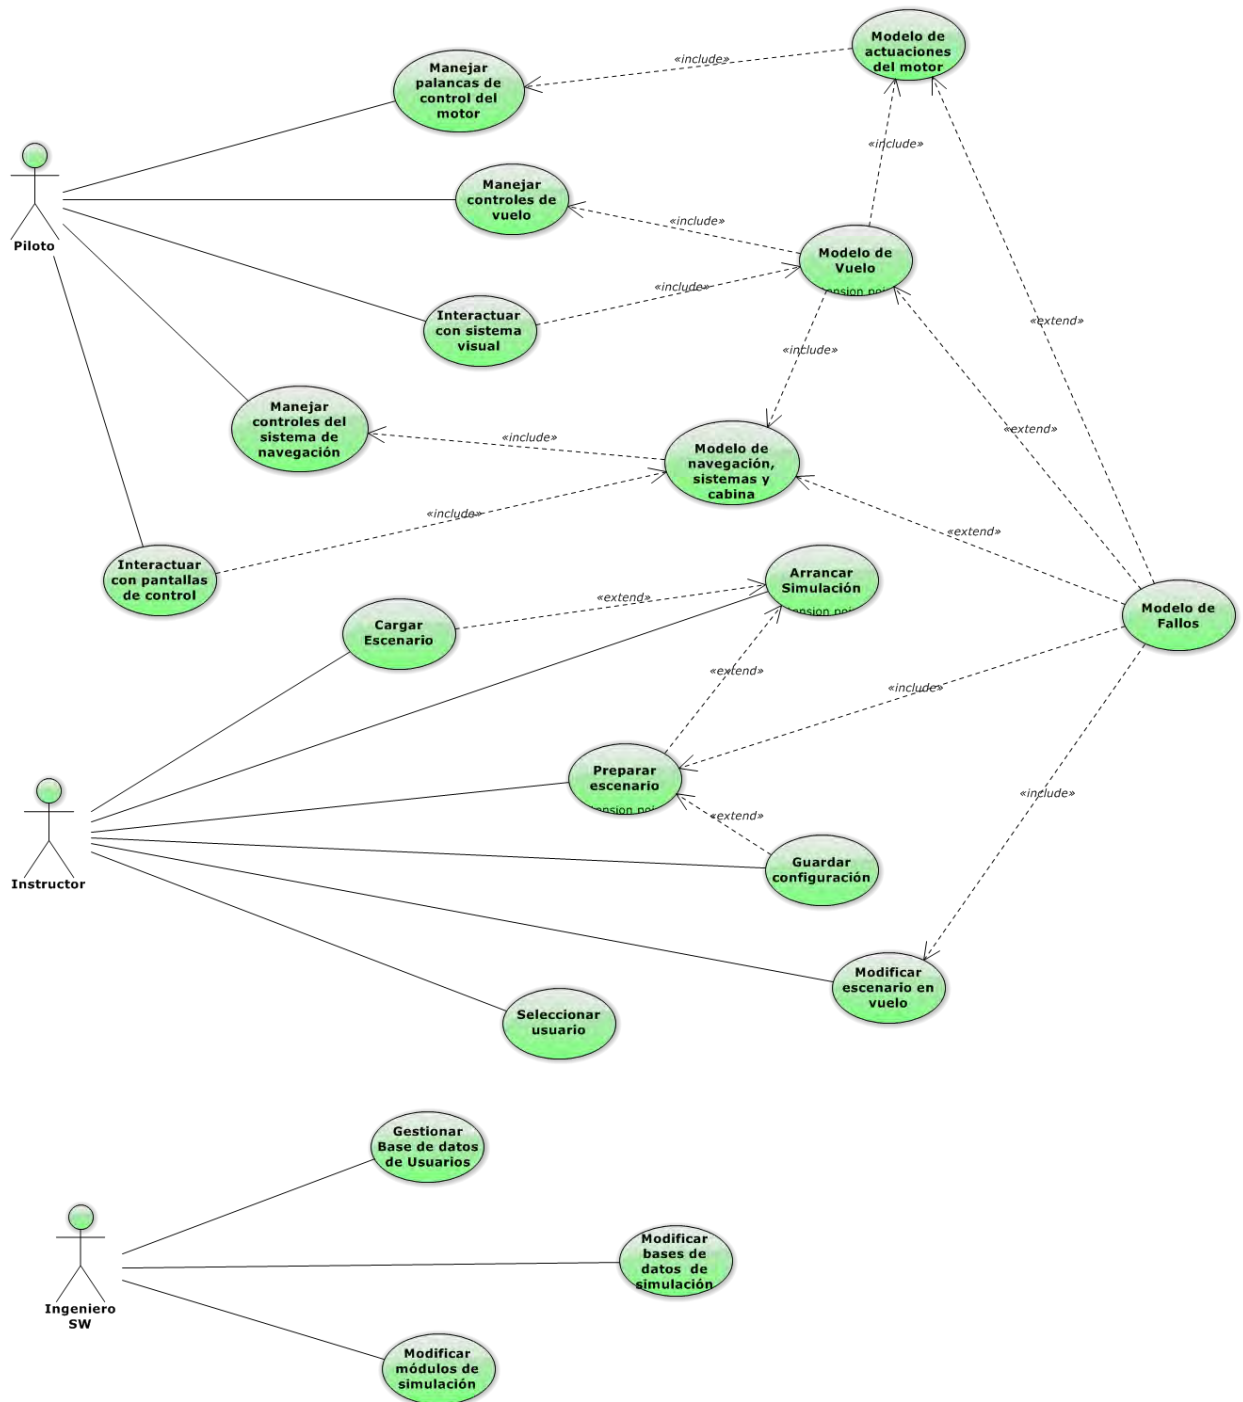 Modelo de
actuaciones
del motor
«include»
Manejar
palancas de
control del
motor
«include»
Manejar
controles de
vuelo
«include»
Piloto
Modelo de
Vuelo
«include»
Interactuar
con sistema
visual
«extend»
«include»
Manejar
controles del
sistema de
navegación
«include»
«extend»
Modelo de
navegación,
sistemas y
cabina
«include»
«extend»
Interactuar
con pantallas
de control
Arrancar
Simulación
«extend»
Cargar
Escenario
Modelo de
Fallos
«extend»
«include»
Preparar
escenario
«include»
«extend»
Guardar
configuración
Instructor
Modificar
escenario en
vuelo
Seleccionar
usuario
Gestionar
Base de datos
de Usuarios
Modificar
bases de
datos de
simulación
Ingeniero
SW
Modificar
módulos de
simulación